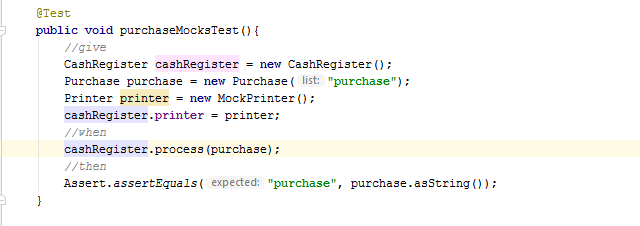 @Test
public void purchaseMocksTest(){
//give
CashRegister cashRegister = new CashRegister();
Purchase purchase = new Purchase( list: "purchase");
Printer printer = new MockPrinter();
cashRegister.printer = printer;
//when
cashRegister.process(purchase);
//then
Assert.assertEquals( expected: "purchase", purchase.asString());
}